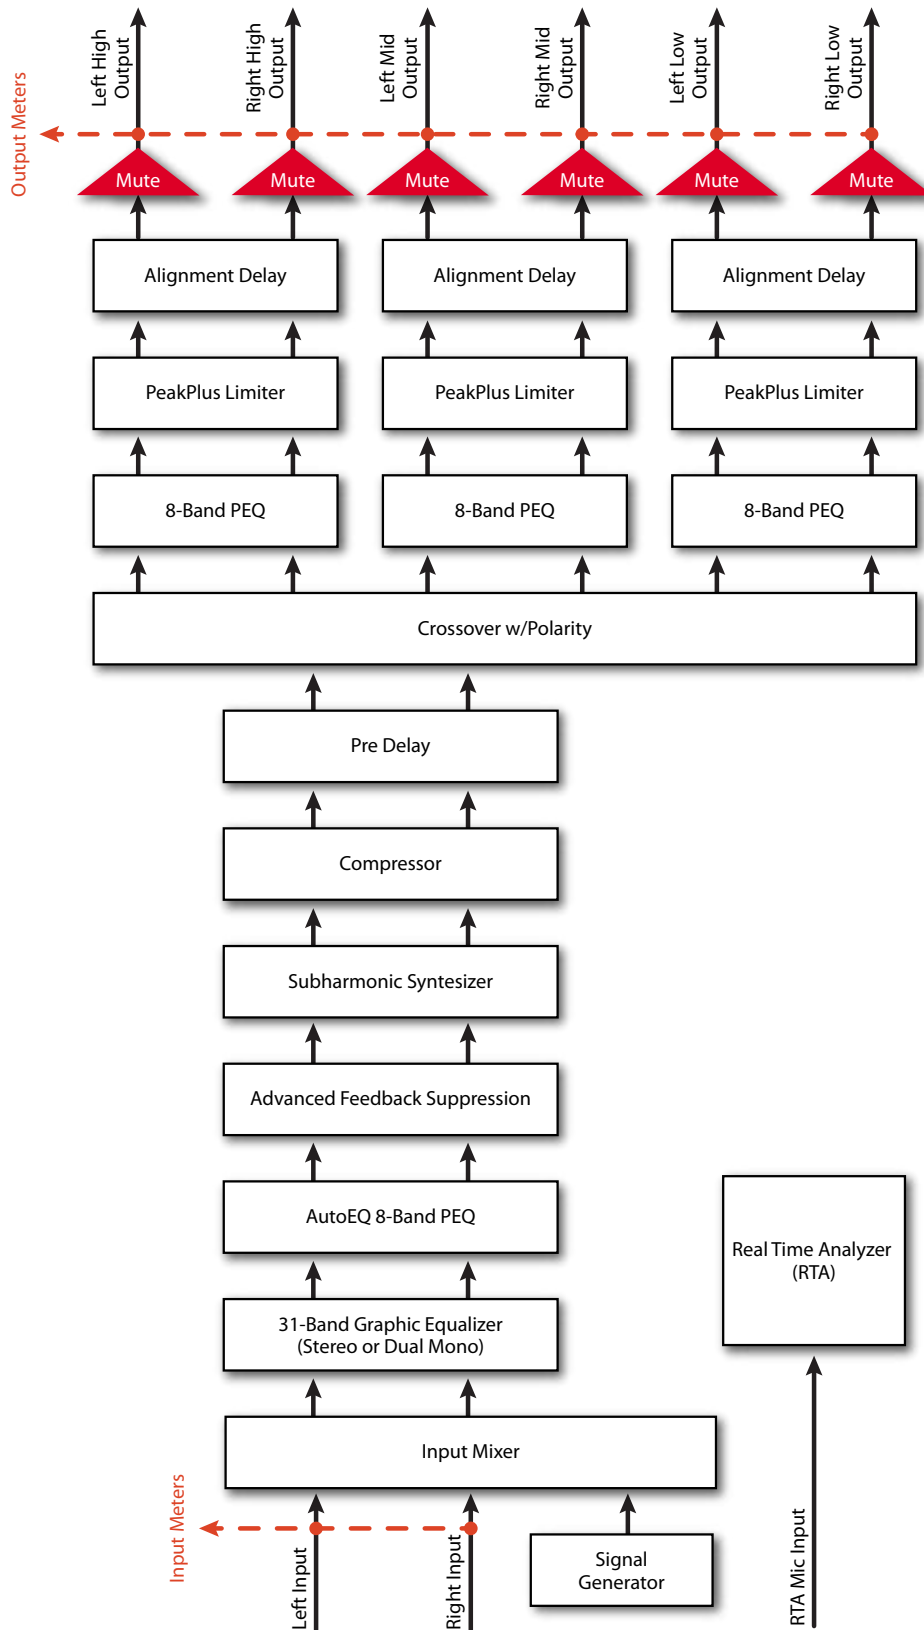 Left High
Output
Right High
Output
Left Mid
Output
Right Mid
Output
Left Low
Output
Right Low
Output
Output Meters
Mute
Mute
Mute
Mute
Mute
Mute
Alignment Delay
Alignment Delay
Alignment Delay
PeakPlus Limiter
PeakPlus Limiter
PeakPlus Limiter
8-Band PEQ
8-Band PEQ
8-Band PEQ
Crossover w/Polarity
Pre Delay
Compressor
Subharmonic Syntesizer
Advanced Feedback Suppression
AutoEQ 8-Band PEQ
Real Time Analyzer
(RTA)
31-Band Graphic Equalizer
(Stereo or Dual Mono)
Input Mixer
Input Meters
Left Input
Right Input
Signal
Generator
RTA Mic Input